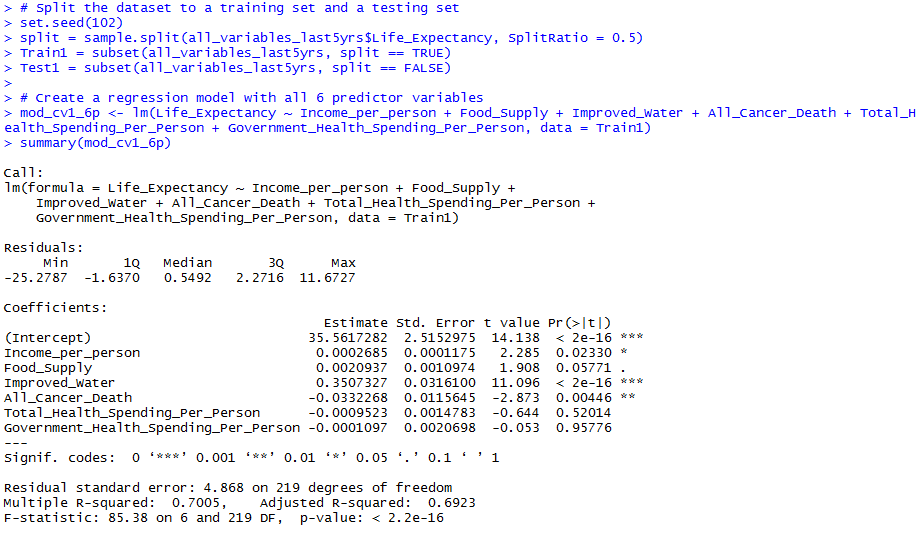 > # Split the dataset to a training set and a testing set
> set.seed(102)
> split = sample.split(all_variables_last5yrs$Life_Expectancy, SplitRatio = 0.5)
> Train1 = subset(all_variables_last5yrs, split == TRUE)
> Test1 = subset(all_variables_last5yrs, split == FALSE)
>
> # Create a regression model with all 6 predictor variables
> mod_cv1_6p <- lm(Life_Expectancy ~ Income_per_person + Food_Supply + Improved_Water + All_Cancer_Death + Total_H
ealth_Spending_Per_Person + Government_Health_Spending_Per_Person, data = Train1)
> summary(mod_cv1_6p)
Call:
lm(formula = Life_Expectancy ~ Income_per_person + Food_Supply +
    Improved_Water + All_Cancer_Death + Total_Health_Spending_Per_Person +
    Government_Health_Spending_Per_Person, data = Train1)
Residuals:
     Min       1Q   Median       3Q      Max
-25.2787  -1.6370   0.5492   2.2716  11.6727
Coefficients:
                                        Estimate Std. Error t value Pr(>|t|)
(Intercept)                           35.5617282  2.5152975  14.138  < 2e-16 ***
Income_per_person                      0.0002685  0.0001175   2.285  0.02330 *
Food_Supply                            0.0020937  0.0010974   1.908  0.05771 .
Improved_Water                         0.3507327  0.0316100  11.096  < 2e-16 ***
All_Cancer_Death                      -0.0332268  0.0115645  -2.873  0.00446 **
Total_Health_Spending_Per_Person      -0.0009523  0.0014783  -0.644  0.52014
Government_Health_Spending_Per_Person -0.0001097  0.0020698  -0.053  0.95776
---
Signif. codes:  0 ‘***’ 0.001 ‘**’ 0.01 ‘*’ 0.05 ‘.’ 0.1 ‘ ’ 1
Residual standard error: 4.868 on 219 degrees of freedom
Multiple R-squared:  0.7005,    Adjusted R-squared:  0.6923
F-statistic: 85.38 on 6 and 219 DF,  p-value: < 2.2e-16